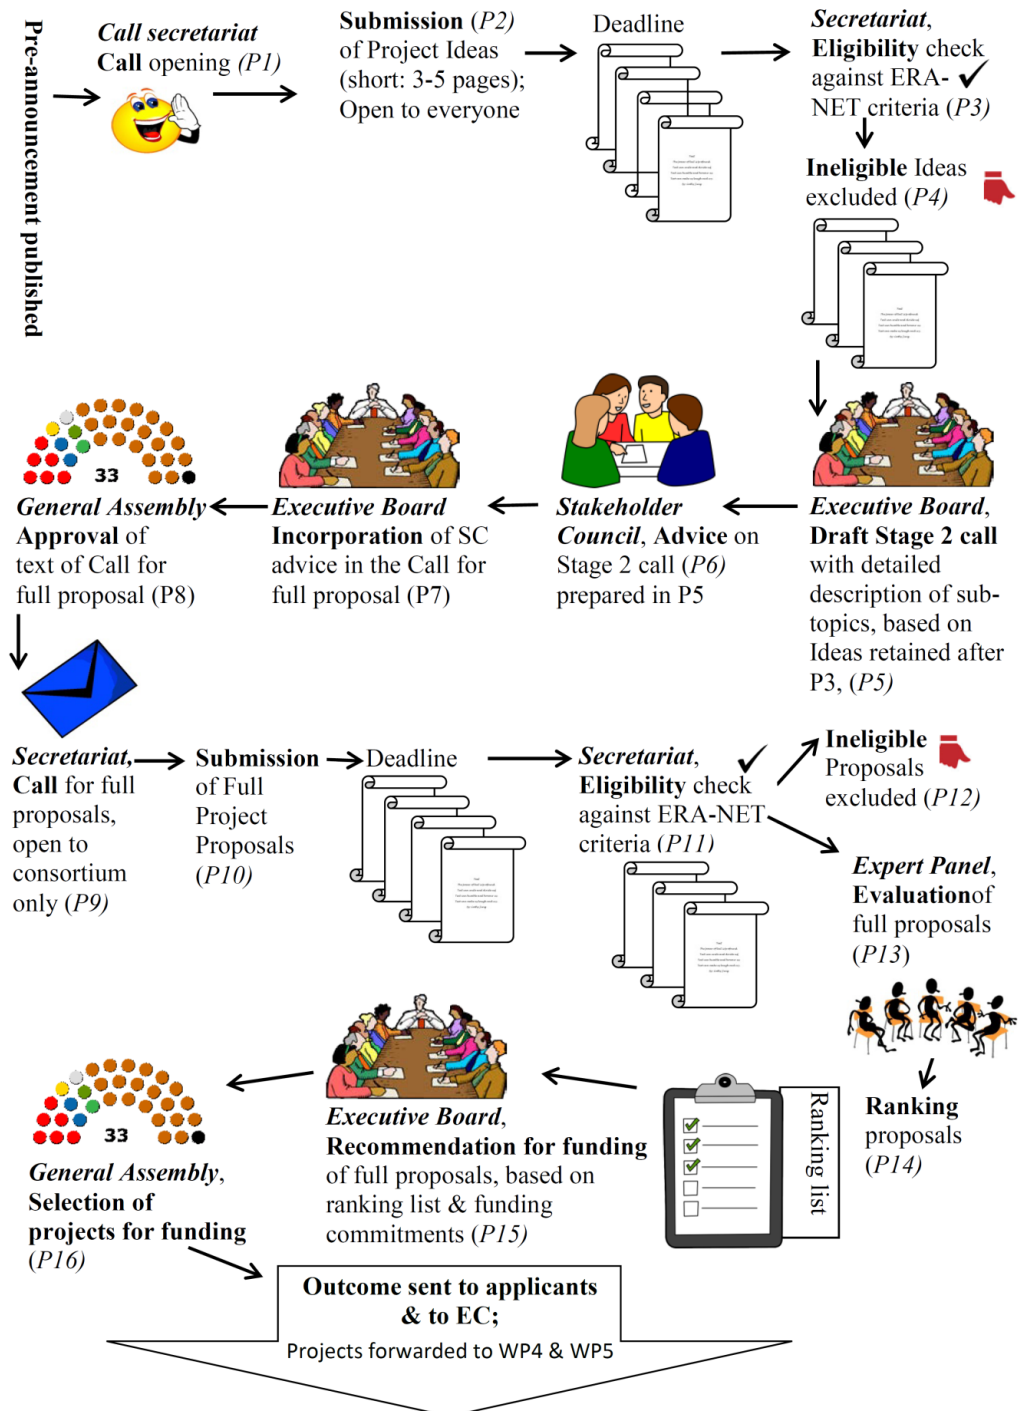 Pre-announcement published
Call secretariat
Call opening (P1)
Submission (P2)
of Project Ideas
(short: 3-5 pages);
Open to everyone
Deadline
Secretariat,
Eligibility check
against ERA-
NET criteria (P3)
Ineligible Ideas
excluded (P4)
33
General Assembly
Approval of
text of Call for
full proposal (P8)
Executive Board
Incorporation of SC
advice in the Call for
full proposal (P7)
Stakeholder
Council, Advice on
Stage 2 call (P6)
prepared in P5
Executive Board,
Draft Stage 2 call
with detailed
description of sub-
topics, based on
Ideas retained after
P3, (P5)
Secretariat,
Call for full
proposals,
open to
consortium
only (P9)
Submission
of Full
Project
Proposals
(P10)
Deadline
Secretariat,
Eligibility check
against ERA-NET
criteria (P11)
Ineligible
Proposals
excluded (P12)
Expert Panel,
Evaluationof
full proposals
(P13)
Ranking
proposals
(P14)
Ranking list
Executive Board,
Recommendation for funding
of full proposals, based on
ranking list & funding
commitments (P15)
33
General Assembly,
Selection of
projects for funding
(P16)
Outcome sent to applicants
& to EC;
Projects forwarded to WP4 & WP5